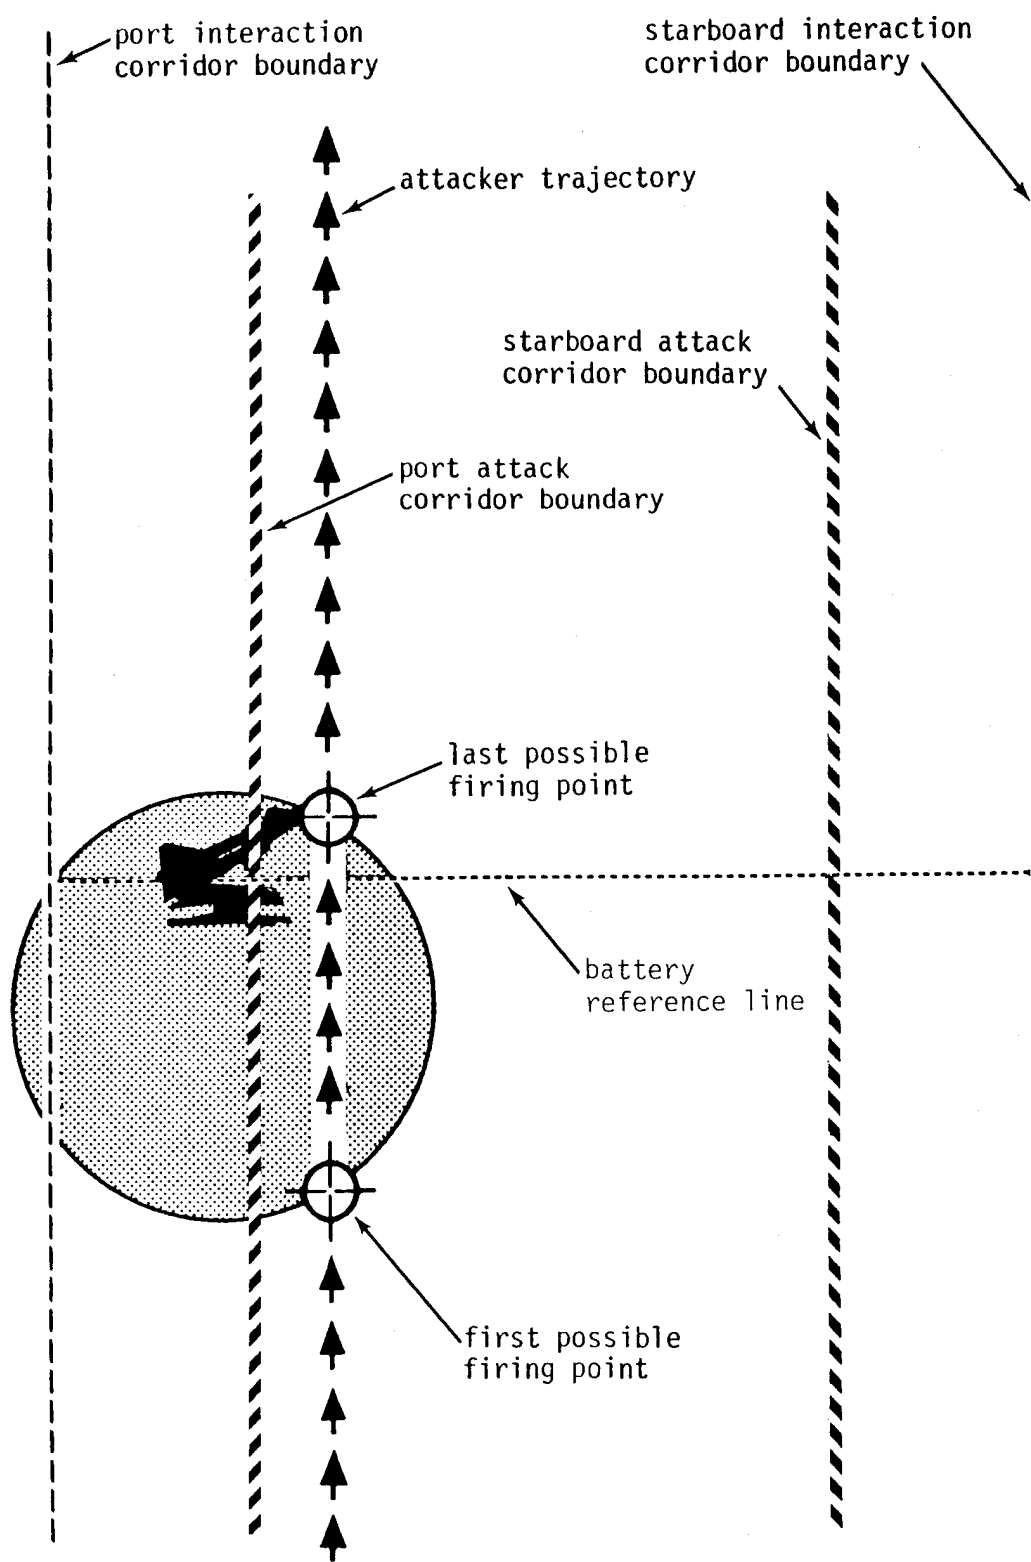 port interaction
corridor boundary
starboard interaction
corridor boundary
attacker trajectory
starboard attack
corridor boundary
port attack
corridor boundary
last possible
firing point
battery
reference line
first possible
firing point